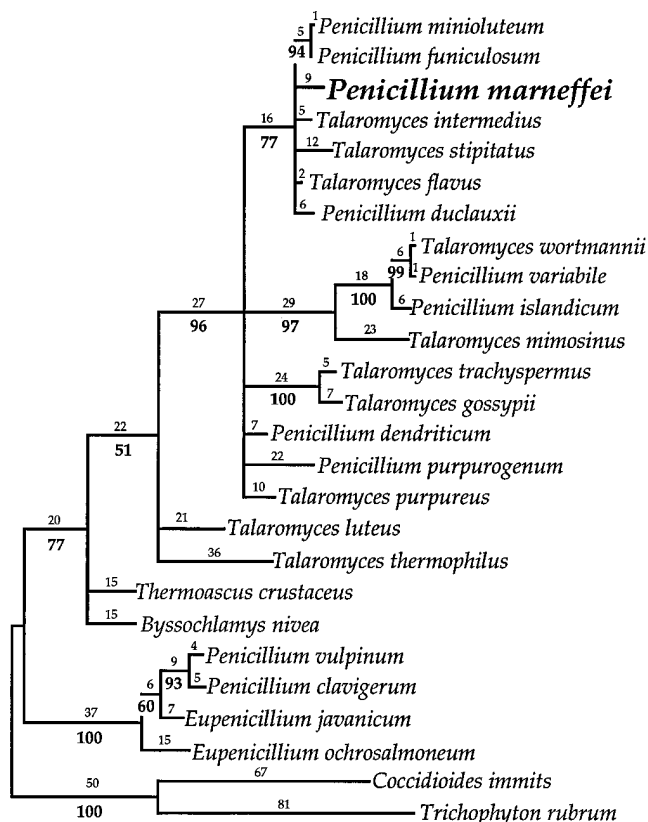 1
5 Penicillium minioluteum
94 Penicillium funiculosum
9 Penicillium marneffei
16 5 Talaromyces intermedius
77 12 Talaromyces stipitatus
2 Talaromyces flavus
6 Penicillium duclauxii
1
6 Talaromyces wortmannii
99 1 Penicillium variabile
18
100 6 Penicillium islandicum
27 29
96 97 23 Talaromyces mimosinus
5 Talaromyces trachyspermus
24
100 7 Talaromyces gossypii
7 Penicillium dendriticum
22
51 22 Penicillium purpurogenum
10 Talaromyces purpureus
20 21 Talaromyces luteus
77 36 Talaromyces thermophilus
15 Thermoascus crustaceus
15 Byssochlamys nivea
4 Penicillium vulpinum
9
93 5 Penicillium clavigerum
6
60 7 Eupenicillium javanicum
37
100 15 Eupenicillium ochrosalmoneum
50 67 Coccidioides immits
100 81 Trichophyton rubrum